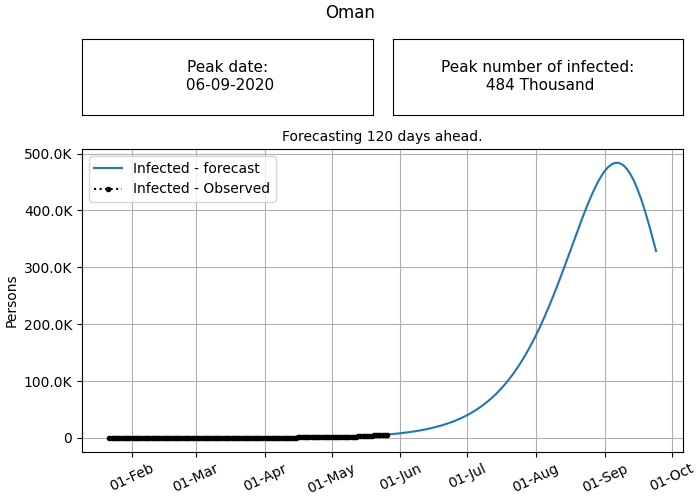 Oman
Peak date:
06-09-2020
Peak number of infected:
484 Thousand
Forecasting 120 days ahead.
Infected - forecast
Infected - Observed
Persons
500.0K
400.0K
300.0K
200.0K
100.0K
0
01-Feb
01-Mar
01-Apr
01-May
01-Jun
01-Jul
01-Aug
01-Sep
01-Oct